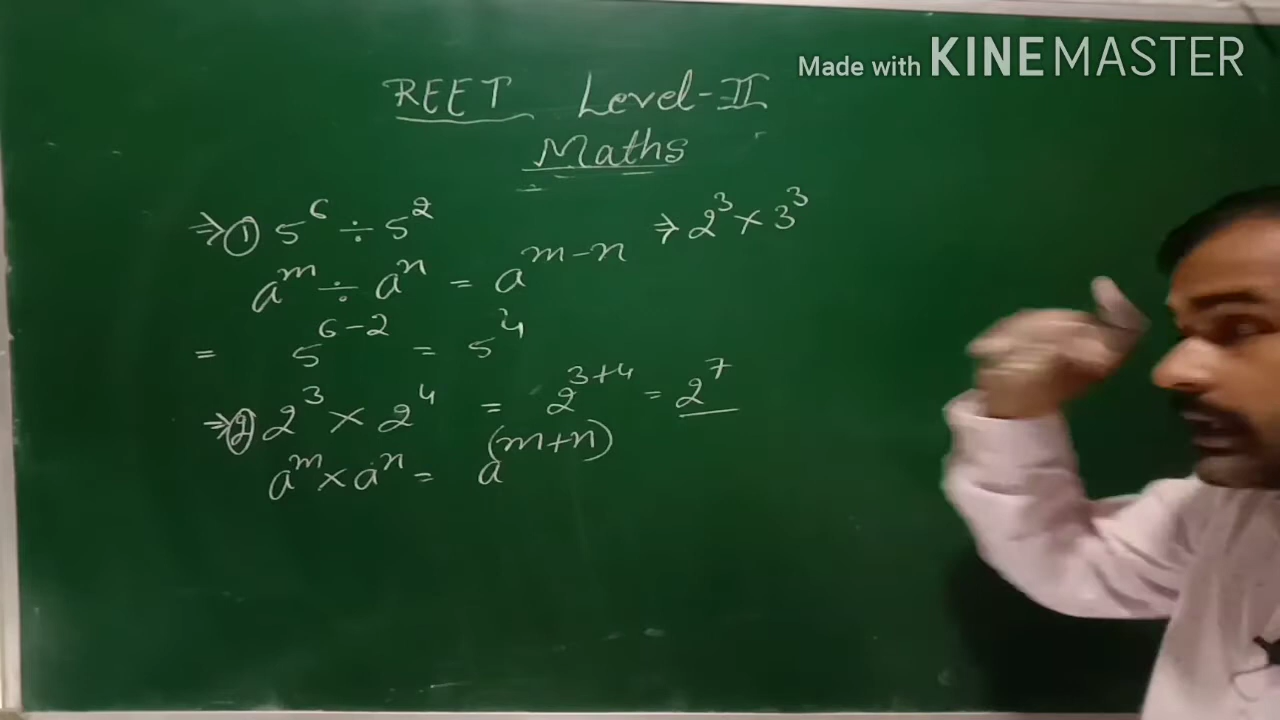 Made with KINEMASTER
REET Level-II
Maths
⇒ ① 5⁶ ÷ 5²
aᵐ ÷ aⁿ = aᵐ⁻ⁿ
= 5⁶⁻² = 5⁴
⇒ ② 2³ × 2⁴ = 2³⁺⁴ = 2⁷
aᵐ × aⁿ = a⁽ᵐ⁺ⁿ⁾
⇒ 2³ × 3³